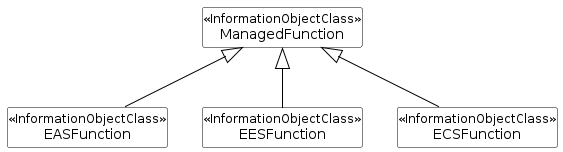 «InformationObjectClass»
ManagedFunction
«InformationObjectClass»
EASFunction
«InformationObjectClass»
EESFunction
«InformationObjectClass»
ECSFunction